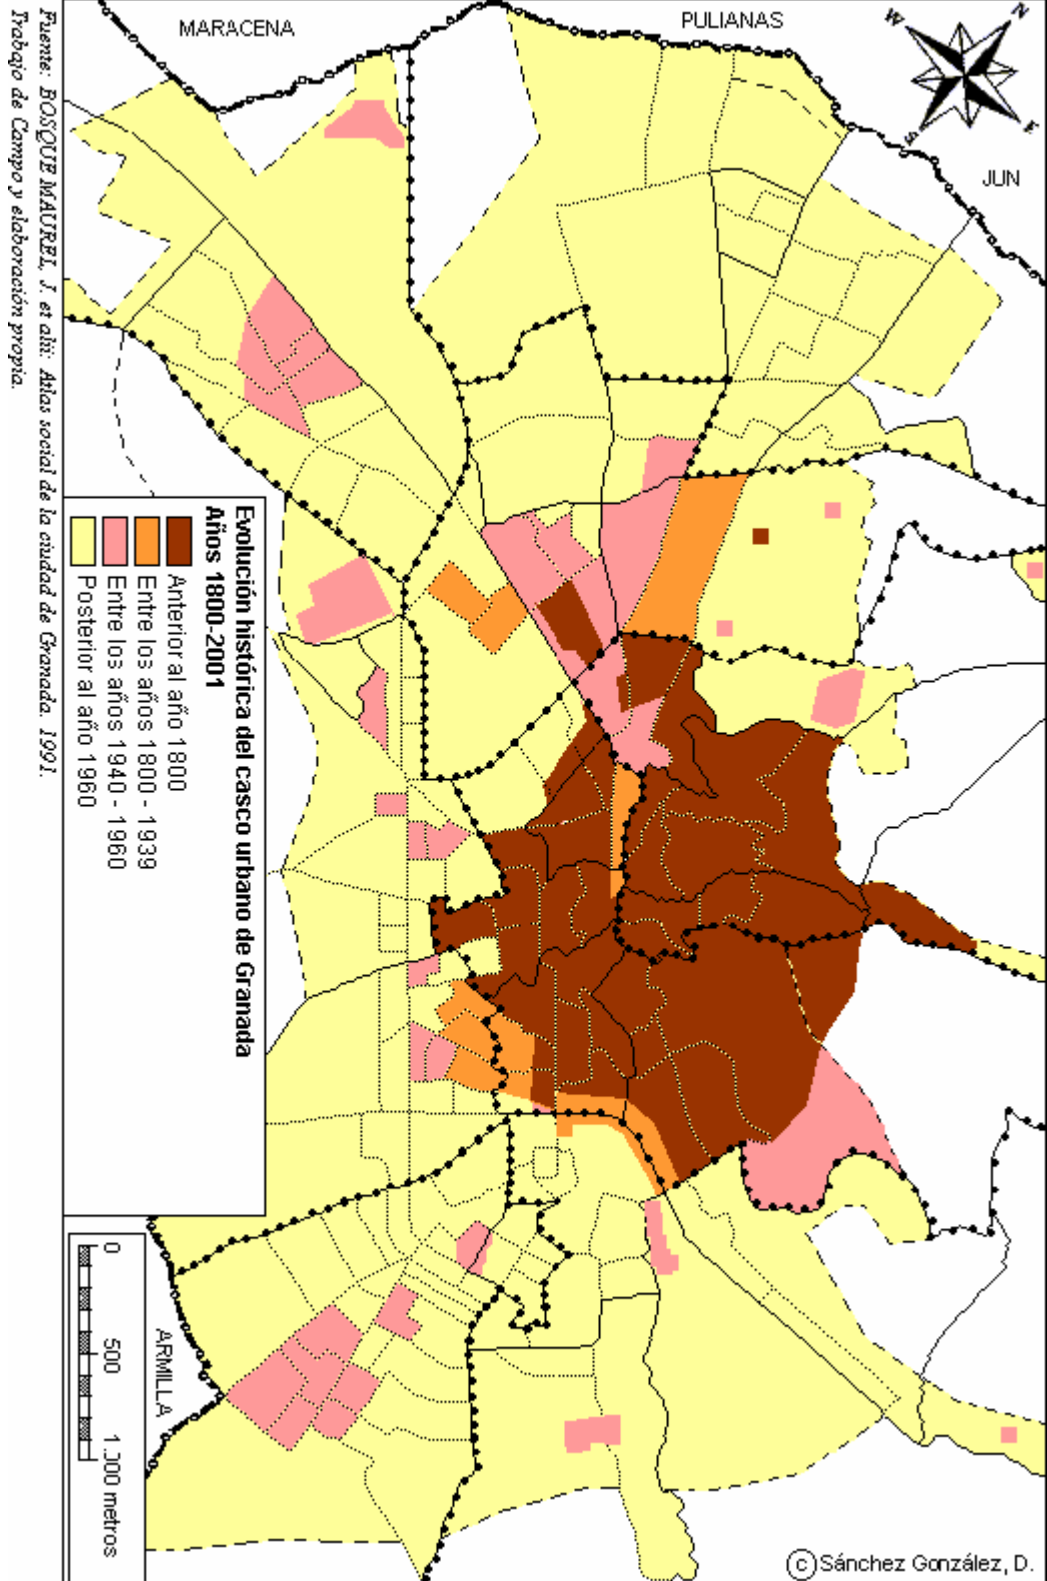 MARACENA
PULIANAS
N
W
E
S
JUN
Evolución histórica del casco urbano de Granada
Años 1800-2001
Anterior al año 1800
Entre los años 1800 - 1939
Entre los años 1940 - 1960
Posterior al año 1960
0 500 1.000 metros
ARMILLA
© Sánchez González, D.
Fuente: BOSQUE MAUREL, J. et alii: Atlas social de la ciudad de Granada. 1991.
Trabajo de Campo y elaboración propia.